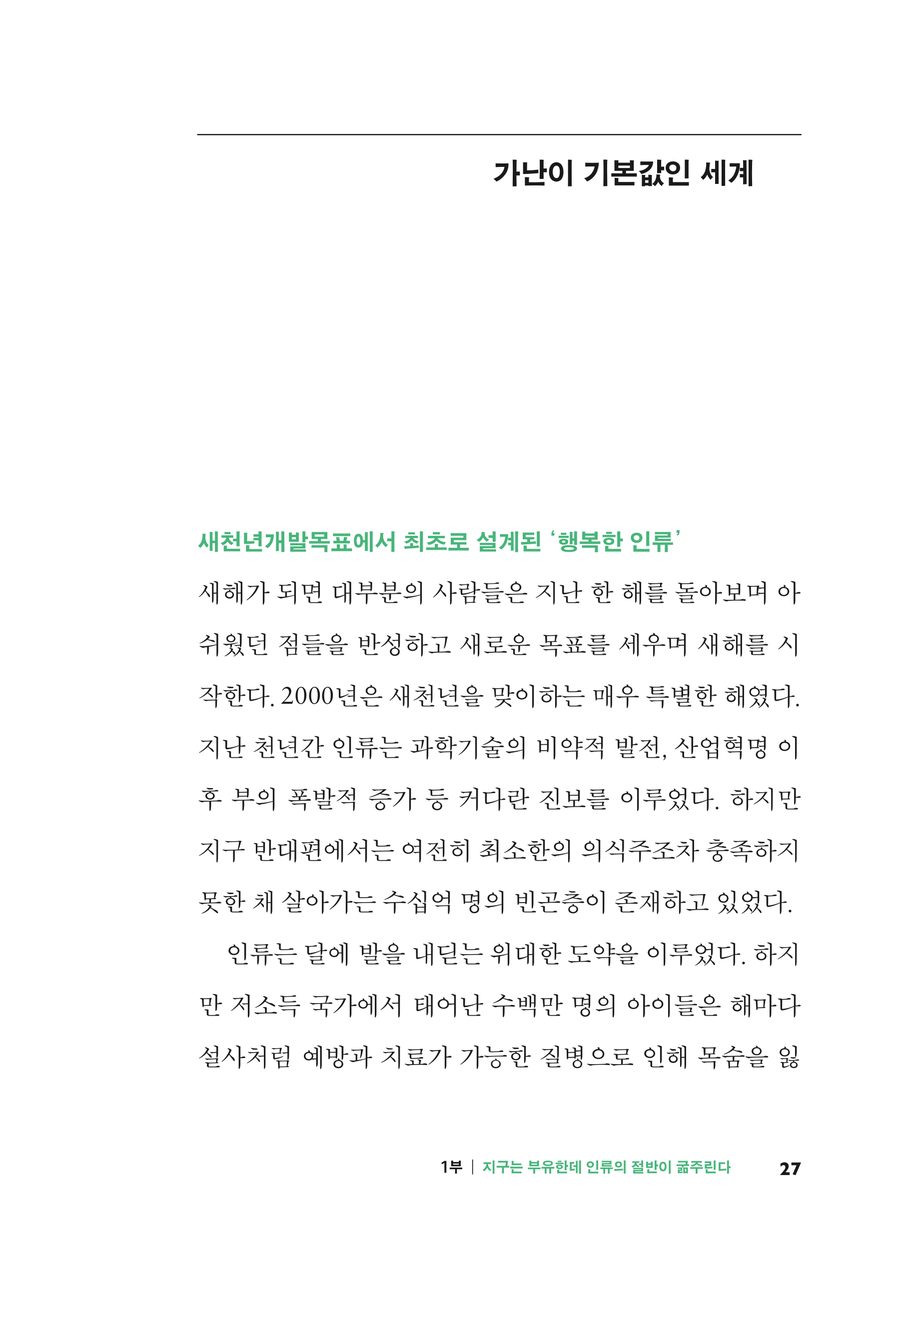 가난이 기본값인 세계
새천년개발목표에서 최초로 설계된 ‘행복한 인류’
새해가 되면 대부분의 사람들은 지난 한 해를 돌아보며 아
쉬웠던 점들을 반성하고 새로운 목표를 세우며 새해를 시
작한다. 2000년은 새천년을 맞이하는 매우 특별한 해였다.
지난 천년간 인류는 과학기술의 비약적 발전, 산업혁명 이
후 부의 폭발적 증가 등 커다란 진보를 이루었다. 하지만
지구 반대편에서는 여전히 최소한의 의식주조차 충족하지
못한 채 살아가는 수십억 명의 빈곤층이 존재하고 있었다.
인류는 달에 발을 내딛는 위대한 도약을 이루었다. 하지
만 저소득 국가에서 태어난 수백만 명의 아이들은 해마다
설사처럼 예방과 치료가 가능한 질병으로 인해 목숨을 잃
1부 | 지구는 부유한데 인류의 절반이 굶주린다 27